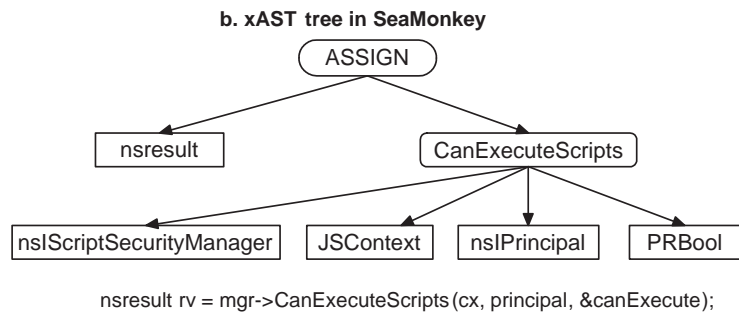 b. xAST tree in SeaMonkey
ASSIGN
nsresult
CanExecuteScripts
nsIScriptSecurityManager
JSContext
nsIPrincipal
PRBool
nsresult rv = mgr->CanExecuteScripts(cx, principal, &canExecute);